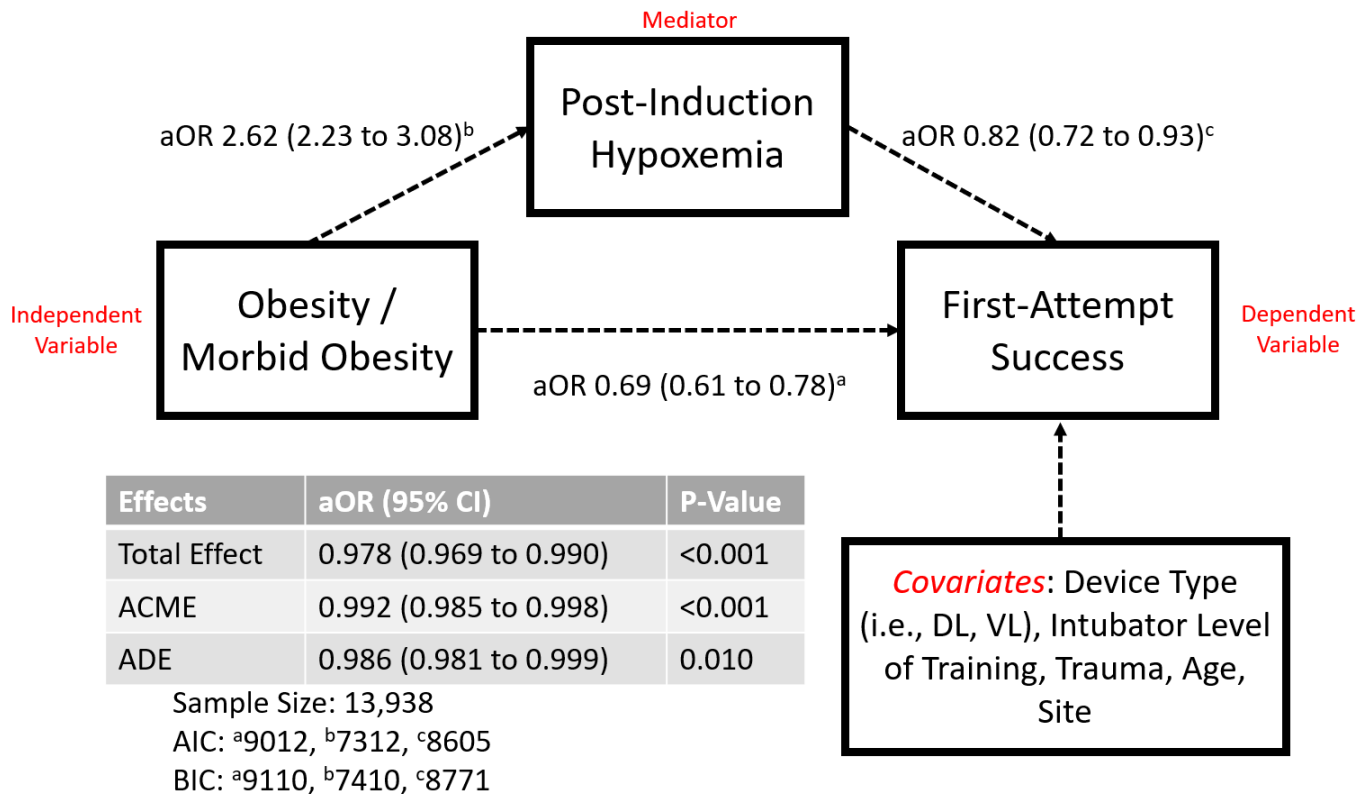 Mediator
Post-Induction
Hypoxemia
aOR 2.62 (2.23 to 3.08)ᵇ
aOR 0.82 (0.72 to 0.93)ᶜ
Independent
Variable
Obesity /
Morbid Obesity
First-Attempt
Success
Dependent
Variable
aOR 0.69 (0.61 to 0.78)ᵃ
Effects aOR (95% CI) P-Value
Total Effect 0.978 (0.969 to 0.990) <0.001
ACME 0.992 (0.985 to 0.998) <0.001
ADE 0.986 (0.981 to 0.999) 0.010
Sample Size: 13,938
AIC: ᵃ9012, ᵇ7312, ᶜ8605
BIC: ᵃ9110, ᵇ7410, ᶜ8771
Covariates: Device Type
(i.e., DL, VL), Intubator Level
of Training, Trauma, Age,
Site